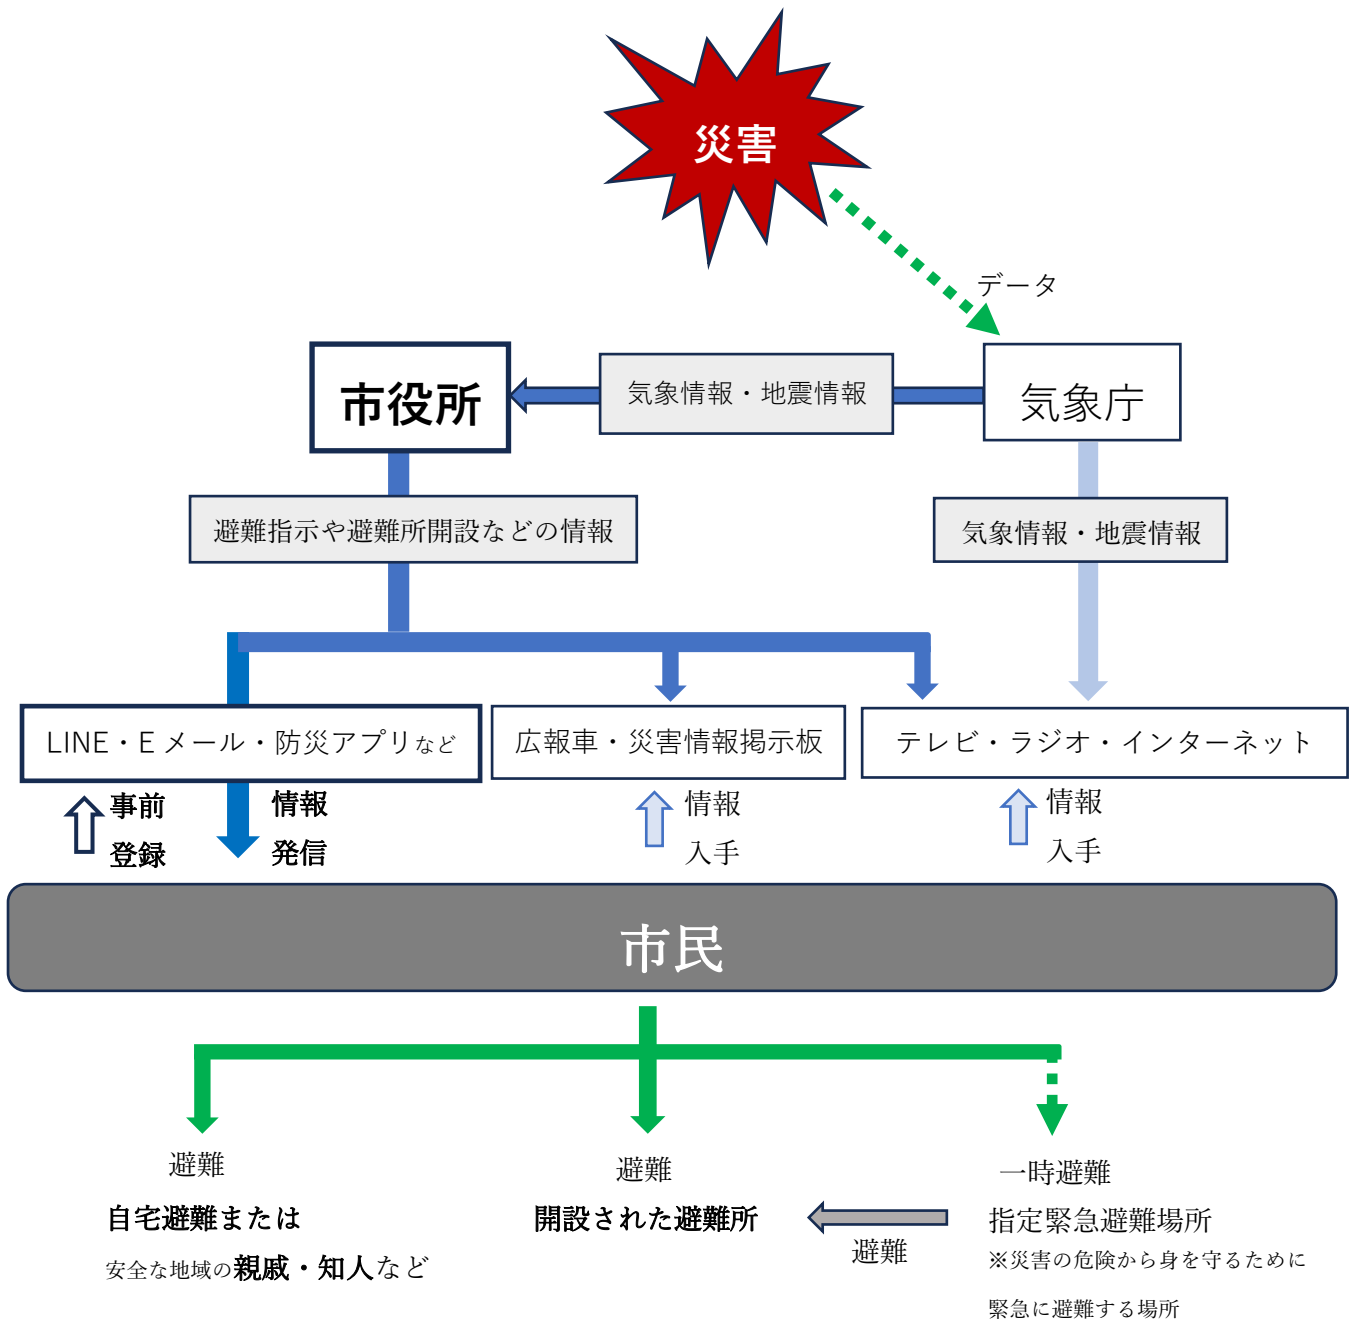 災害
データ
市役所
気象情報・地震情報
気象庁
避難指示や避難所開設などの情報
気象情報・地震情報
LINE・Eメール・防災アプリなど
広報車・災害情報掲示板
テレビ・ラジオ・インターネット
事前
登録
情報
発信
情報
入手
情報
入手
市民
避難
自宅避難または
安全な地域の親戚・知人など
避難
開設された避難所
避難
一時避難
指定緊急避難場所
※災害の危険から身を守るために
緊急に避難する場所